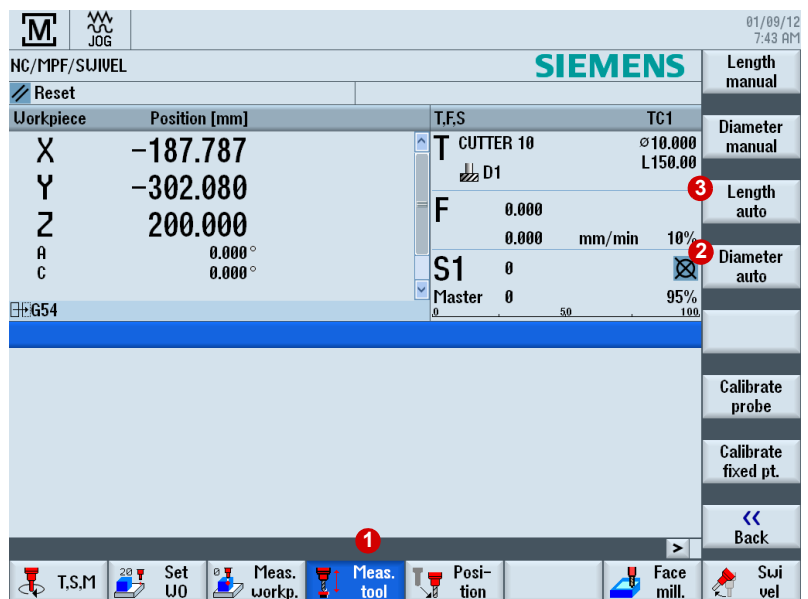 M
JOG
01/09/12
7:43 AM
NC/MPF/SWIVEL
SIEMENS
Reset
Workpiece Position [mm]
T,F,S TC1
X -187.787
Y -302.080
Z 200.000
A 0.000°
C 0.000°
G54
T CUTTER 10 ⌀10.000
D1 L150.00
F 0.000
0.000 mm/min 10%
S1 0
Master 0 95%
0 50 100
Length
manual
Diameter
manual
3
Length
auto
2
Diameter
auto
Calibrate
probe
Calibrate
fixed pt.
<<
Back
1
>
T,S,M
20
Set
WO
0
Meas.
workp.
Meas.
tool
T
Posi-
tion
Face
mill.
Swi
vel